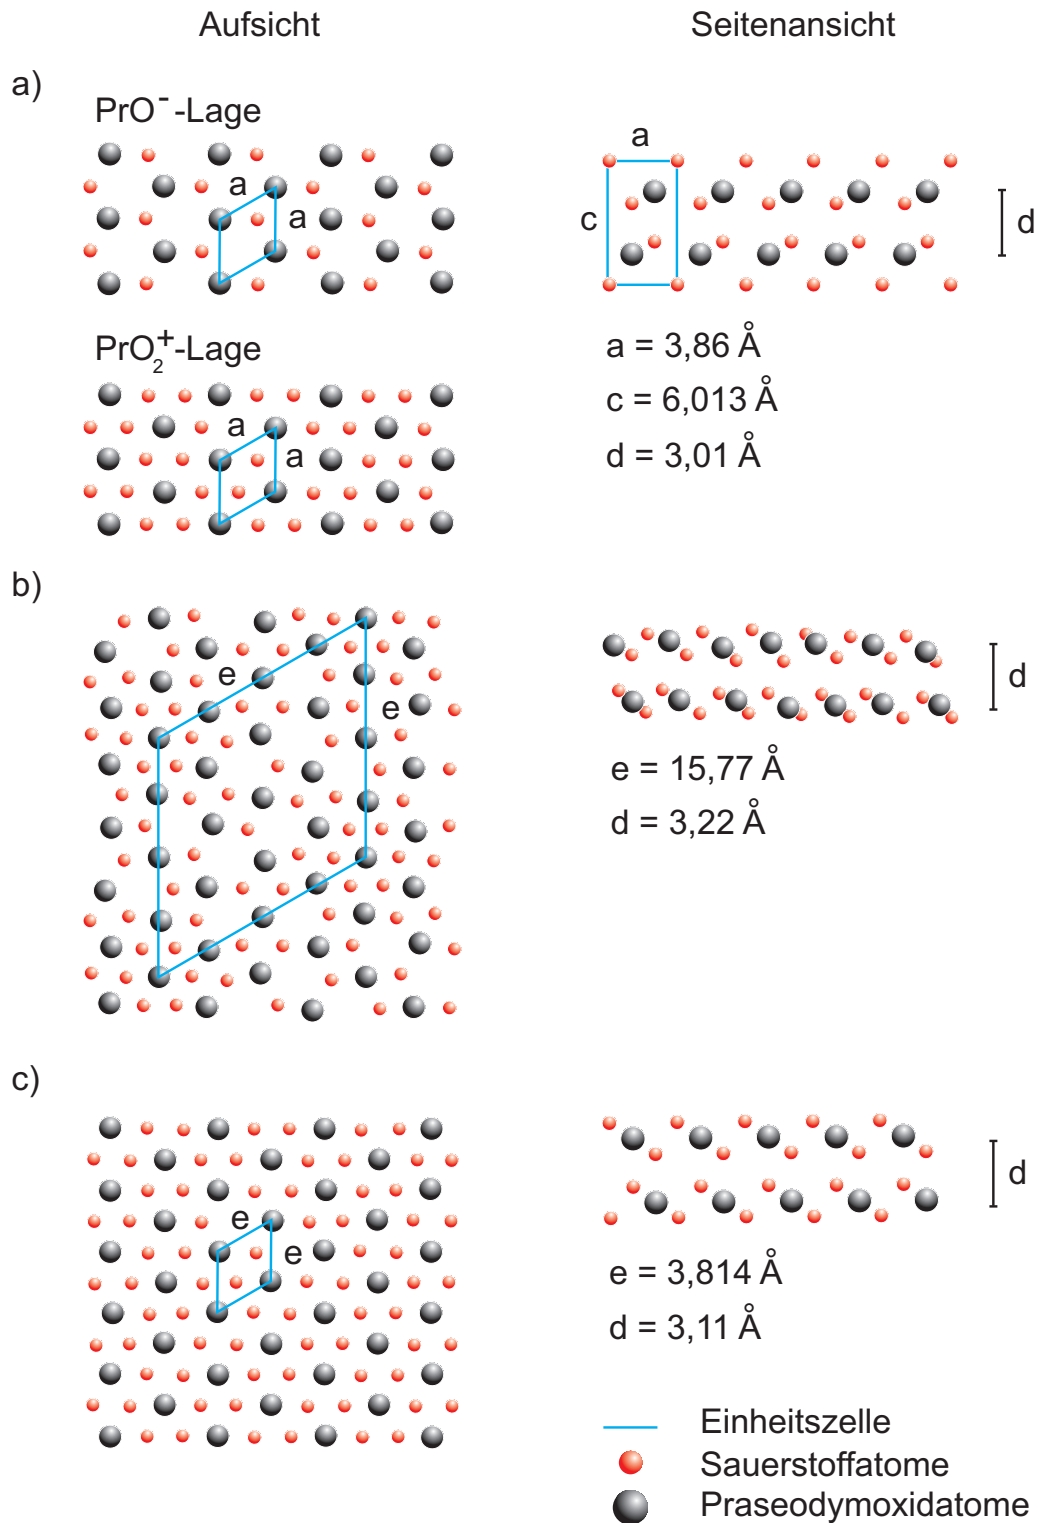 Aufsicht
Seitenansicht
a)
PrO⁻-Lage
a
a
a
c
d
PrO₂⁺-Lage
a
a
a = 3,86 Å
c = 6,013 Å
d = 3,01 Å
b)
e
e
d
e = 15,77 Å
d = 3,22 Å
c)
e
e
d
e = 3,814 Å
d = 3,11 Å
Einheitszelle
Sauerstoffatome
Praseodymoxidatome